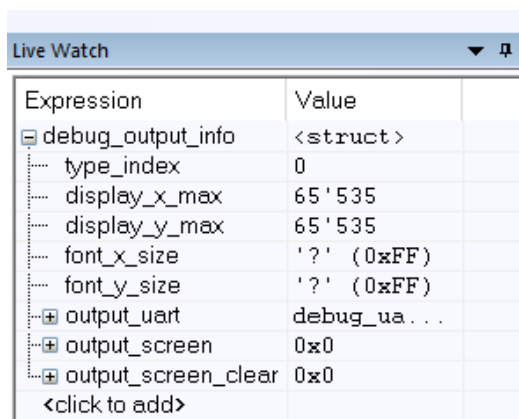 Live Watch
Expression Value
debug_output_info <struct>
type_index 0
display_x_max 65'535
display_y_max 65'535
font_x_size '?' (0xFF)
font_y_size '?' (0xFF)
output_uart debug_ua...
output_screen 0x0
output_screen_clear 0x0
<click to add>